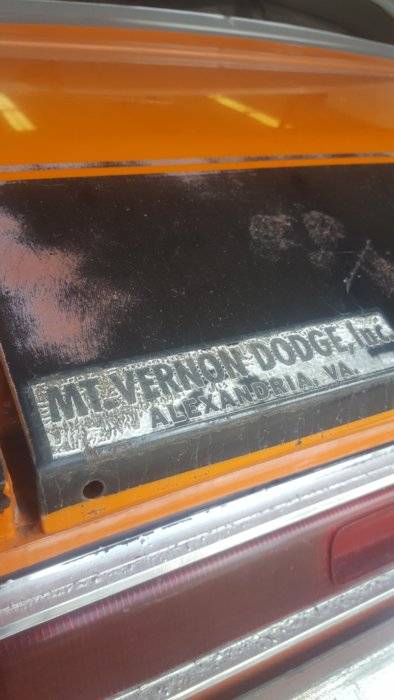 MT. VERNON DODGE, Inc.
ALEXANDRIA, VA.